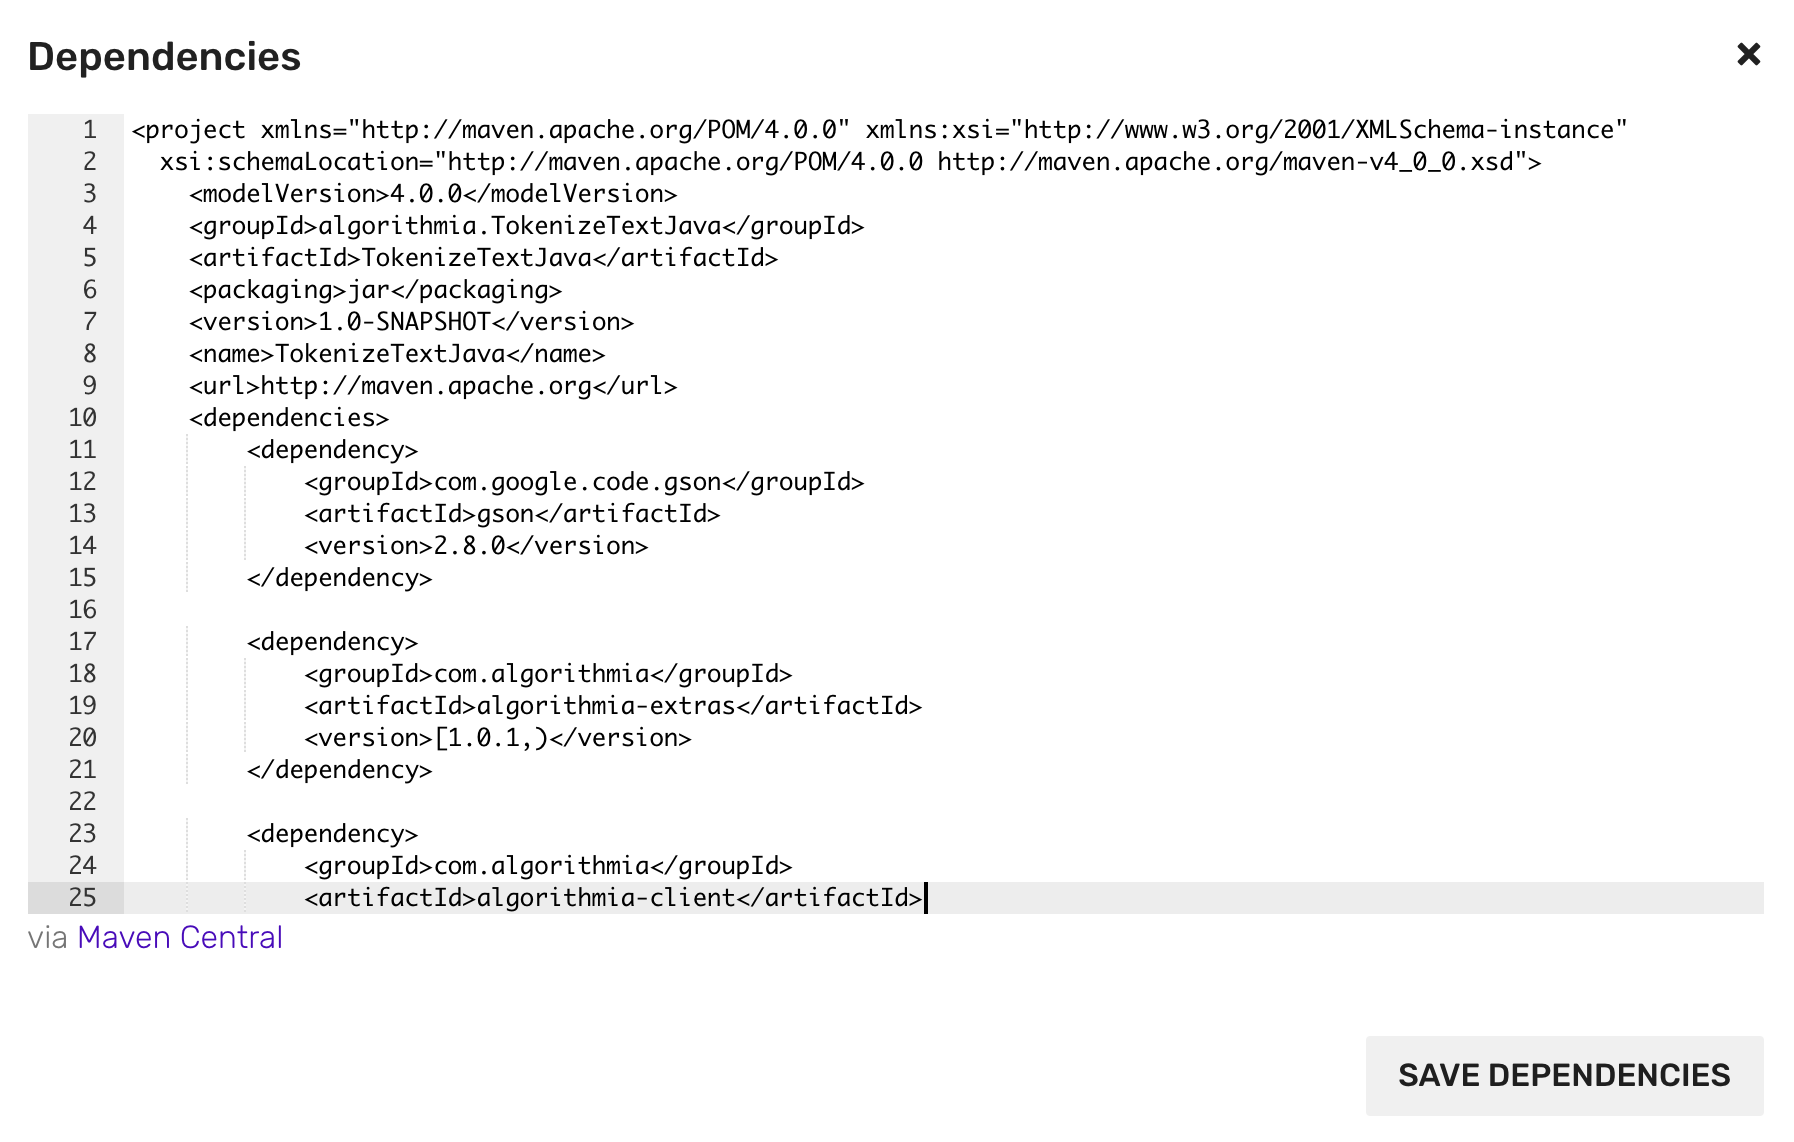 Dependencies
1 <project xmlns="http://maven.apache.org/POM/4.0.0" xmlns:xsi="http://www.w3.org/2001/XMLSchema-instance"
2   xsi:schemaLocation="http://maven.apache.org/POM/4.0.0 http://maven.apache.org/maven-v4_0_0.xsd">
3     <modelVersion>4.0.0</modelVersion>
4     <groupId>algorithmia.TokenizeTextJava</groupId>
5     <artifactId>TokenizeTextJava</artifactId>
6     <packaging>jar</packaging>
7     <version>1.0-SNAPSHOT</version>
8     <name>TokenizeTextJava</name>
9     <url>http://maven.apache.org</url>
10     <dependencies>
11         <dependency>
12             <groupId>com.google.code.gson</groupId>
13             <artifactId>gson</artifactId>
14             <version>2.8.0</version>
15         </dependency>
16
17         <dependency>
18             <groupId>com.algorithmia</groupId>
19             <artifactId>algorithmia-extras</artifactId>
20             <version>[1.0.1,)</version>
21         </dependency>
22
23         <dependency>
24             <groupId>com.algorithmia</groupId>
25             <artifactId>algorithmia-client</artifactId>
via Maven Central
SAVE DEPENDENCIES